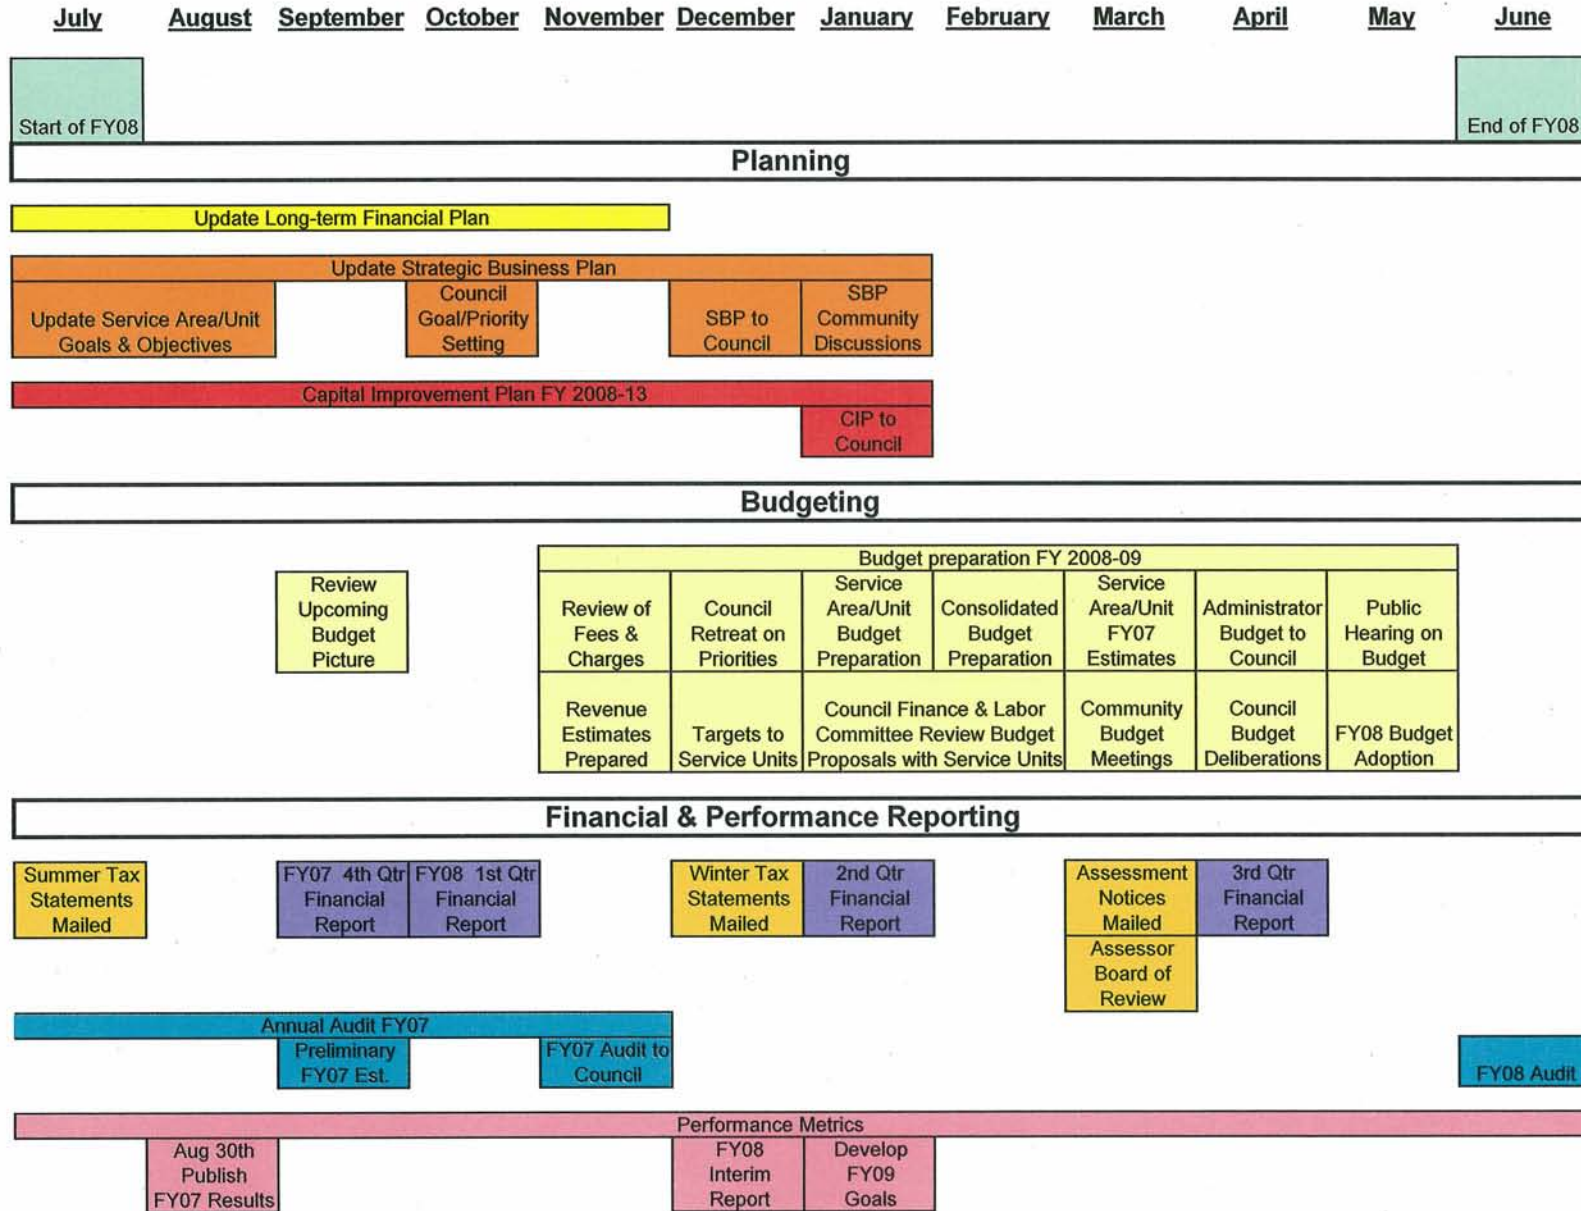 July August September October November December January February March April May June
Start of FY08
End of FY08
Planning
Update Long-term Financial Plan
Update Strategic Business Plan
Update Service Area/Unit
Goals & Objectives
Council
Goal/Priority
Setting
SBP to
Council
SBP
Community
Discussions
Capital Improvement Plan FY 2008-13
CIP to
Council
Budgeting
Budget preparation FY 2008-09
Review
Upcoming
Budget
Picture
Review of
Fees &
Charges
Council
Retreat on
Priorities
Service
Area/Unit
Budget
Preparation
Consolidated
Budget
Preparation
Service
Area/Unit
FY07
Estimates
Administrator
Budget to
Council
Public
Hearing on
Budget
Revenue
Estimates
Prepared
Targets to
Service Units
Council Finance & Labor
Committee Review Budget
Proposals with Service Units
Community
Budget
Meetings
Council
Budget
Deliberations
FY08 Budget
Adoption
Financial & Performance Reporting
Summer Tax
Statements
Mailed
FY07 4th Qtr
Financial
Report
FY08 1st Qtr
Financial
Report
Winter Tax
Statements
Mailed
2nd Qtr
Financial
Report
Assessment
Notices
Mailed
3rd Qtr
Financial
Report
Assessor
Board of
Review
Annual Audit FY07
Preliminary
FY07 Est.
FY07 Audit to
Council
FY08 Audit
Performance Metrics
Aug 30th
Publish
FY07 Results
FY08
Interim
Report
Develop
FY09
Goals